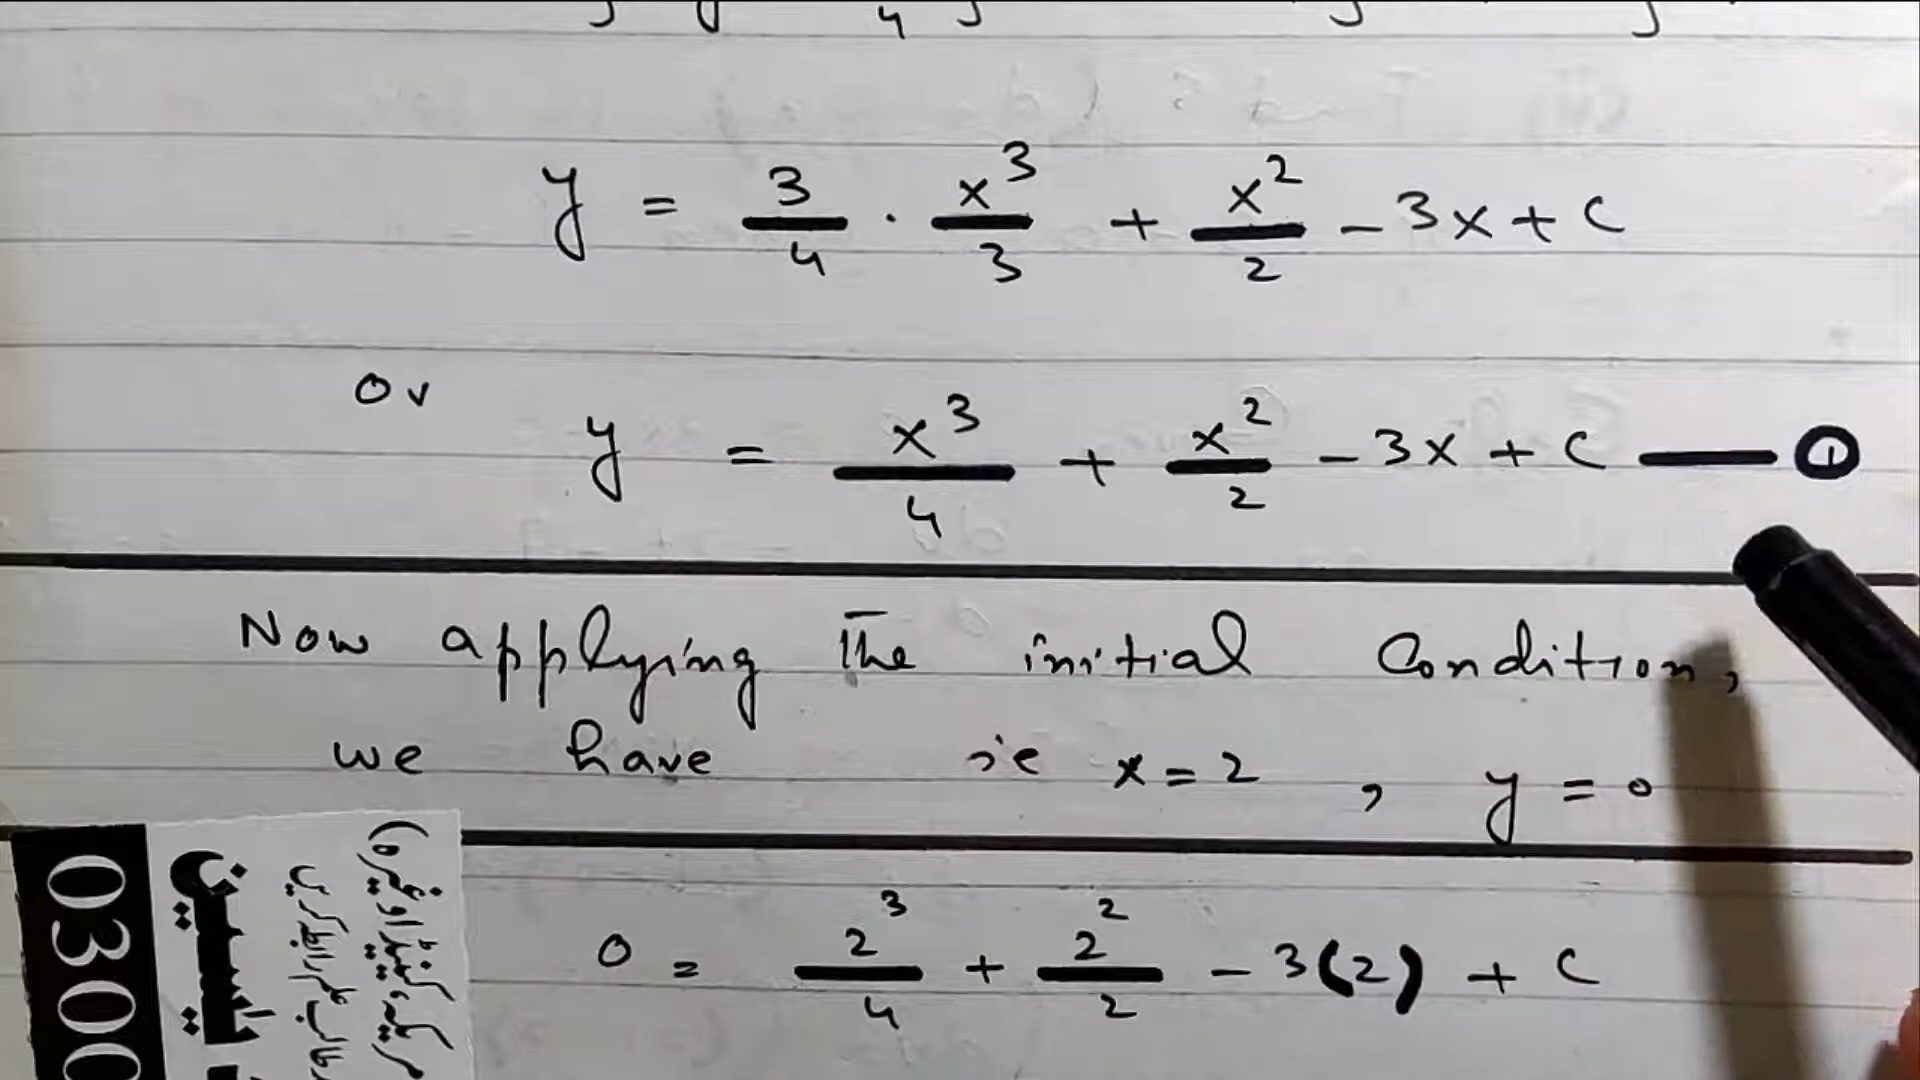 y = 3/4 · x³/3 + x²/2 - 3x + c
Or y = x³/4 + x²/2 - 3x + c — ①
Now applying The initial Condition,
we have ie x = 2 , y = 0
0 = 2³/4 + 2²/2 - 3(2) + c
0300